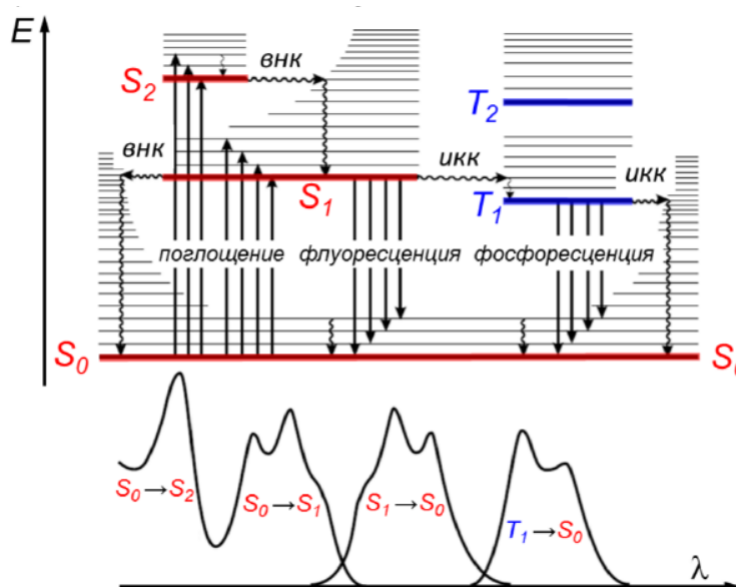 E
внк
S₂
T₂
внк
икк
икк
S₁
T₁
поглощение
флуоресценция
фосфоресценция
S₀
S₀→S₂
S₀→S₁
S₁→S₀
T₁→S₀
λ